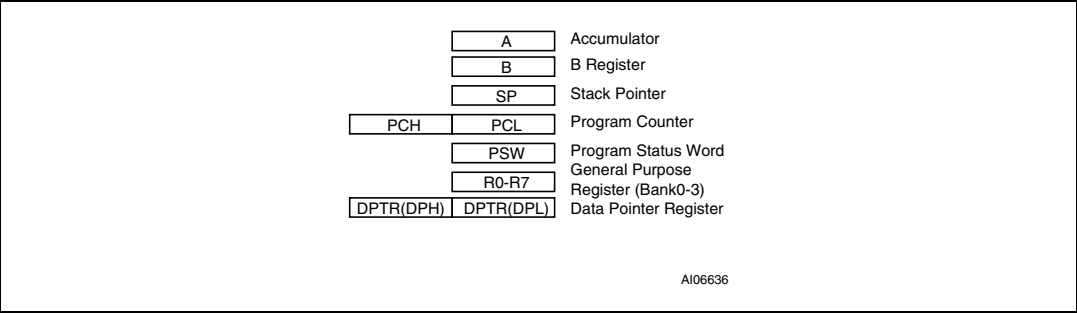 A Accumulator
B B Register
SP Stack Pointer
PCH PCL Program Counter
PSW Program Status Word
R0-R7 General Purpose
Register (Bank0-3)
DPTR(DPH) DPTR(DPL) Data Pointer Register
AI06636